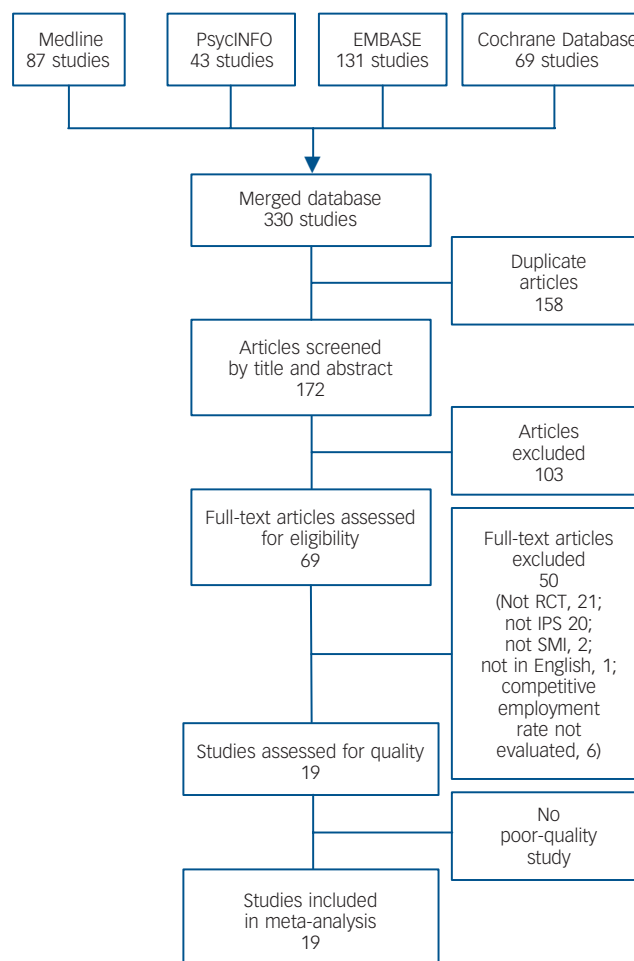 Medline
87 studies
PsycINFO
43 studies
EMBASE
131 studies
Cochrane Database
69 studies
Merged database
330 studies
Duplicate
articles
158
Articles screened
by title and abstract
172
Articles
excluded
103
Full-text articles assessed
for eligibility
69
Full-text articles
excluded
50
(Not RCT, 21;
not IPS 20;
not SMI, 2;
not in English, 1;
competitive
employment
rate not
evaluated, 6)
Studies assessed for quality
19
No
poor-quality
study
Studies included
in meta-analysis
19